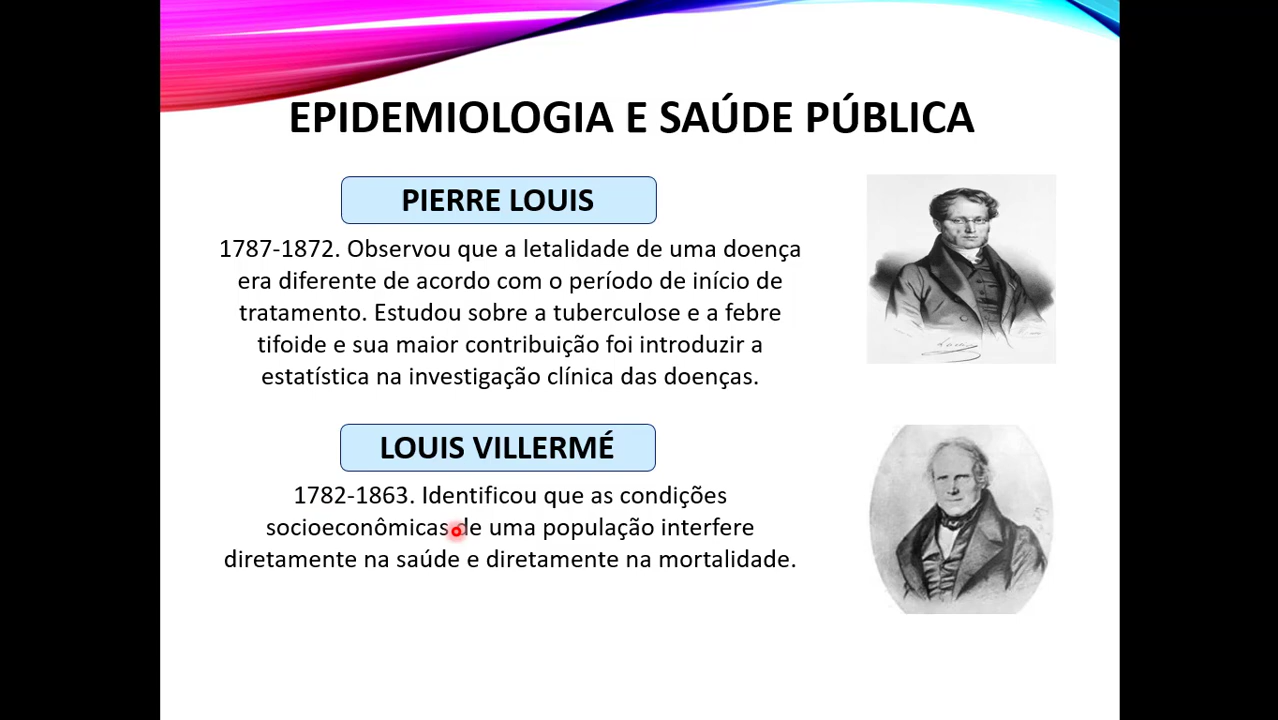 EPIDEMIOLOGIA E SAÚDE PÚBLICA
PIERRE LOUIS
1787-1872. Observou que a letalidade de uma doença
era diferente de acordo com o período de início de
tratamento. Estudou sobre a tuberculose e a febre
tifoide e sua maior contribuição foi introduzir a
estatística na investigação clínica das doenças.
LOUIS VILLERMÉ
1782-1863. Identificou que as condições
socioeconômicas de uma população interfere
diretamente na saúde e diretamente na mortalidade.